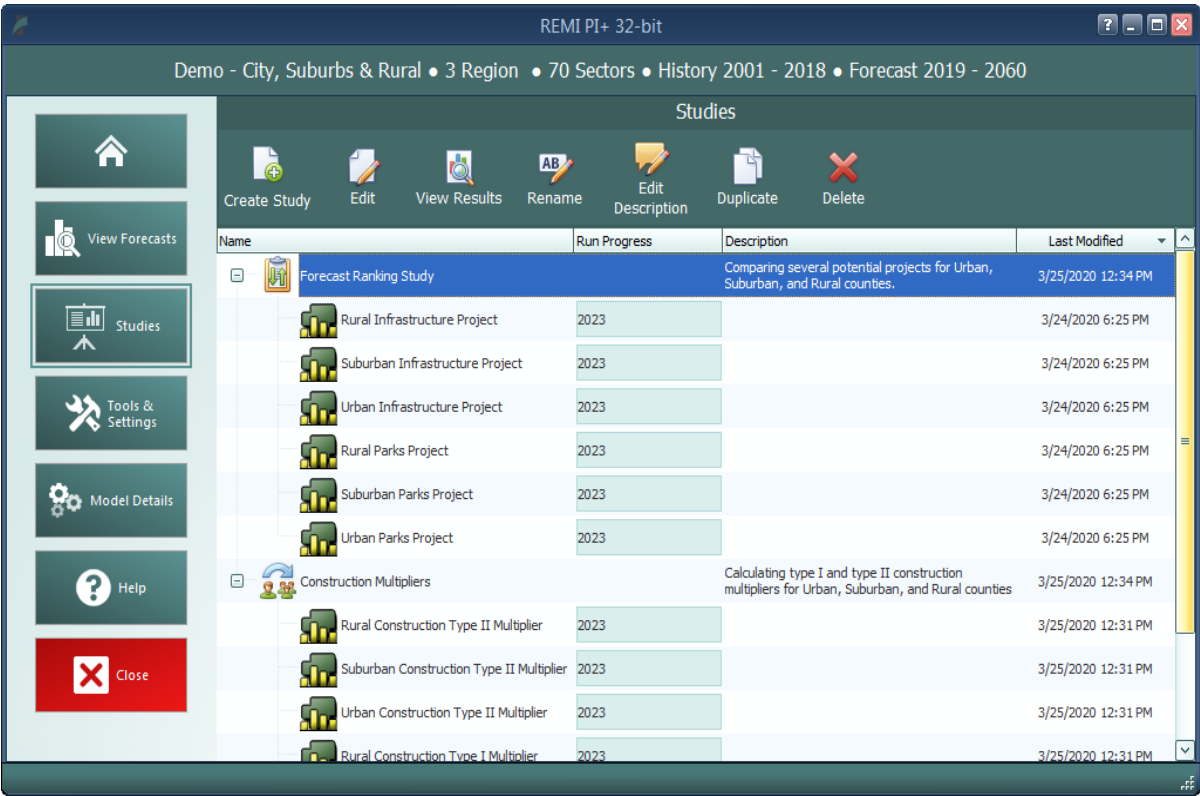 REMI PI+ 32-bit
Demo - City, Suburbs & Rural ● 3 Region ● 70 Sectors ● History 2001 - 2018 ● Forecast 2019 - 2060
View Forecasts
Studies
Tools &
Settings
Model Details
Help
Close
Studies
Create Study
Edit
View Results
AB
Rename
Edit
Description
Duplicate
Delete
Name Run Progress Description Last Modified
Forecast Ranking Study
Comparing several potential projects for Urban,
Suburban, and Rural counties.
3/25/2020 12:34 PM
Rural Infrastructure Project 2023 3/24/2020 6:25 PM
Suburban Infrastructure Project 2023 3/24/2020 6:25 PM
Urban Infrastructure Project 2023 3/24/2020 6:25 PM
Rural Parks Project 2023 3/24/2020 6:25 PM
Suburban Parks Project 2023 3/24/2020 6:25 PM
Urban Parks Project 2023 3/24/2020 6:25 PM
Construction Multipliers
Calculating type I and type II construction
multipliers for Urban, Suburban, and Rural counties
3/25/2020 12:34 PM
Rural Construction Type II Multiplier 2023 3/25/2020 12:31 PM
Suburban Construction Type II Multiplier 2023 3/25/2020 12:31 PM
Urban Construction Type II Multiplier 2023 3/25/2020 12:31 PM
Rural Construction Type I Multiplier 2023 3/25/2020 12:31 PM